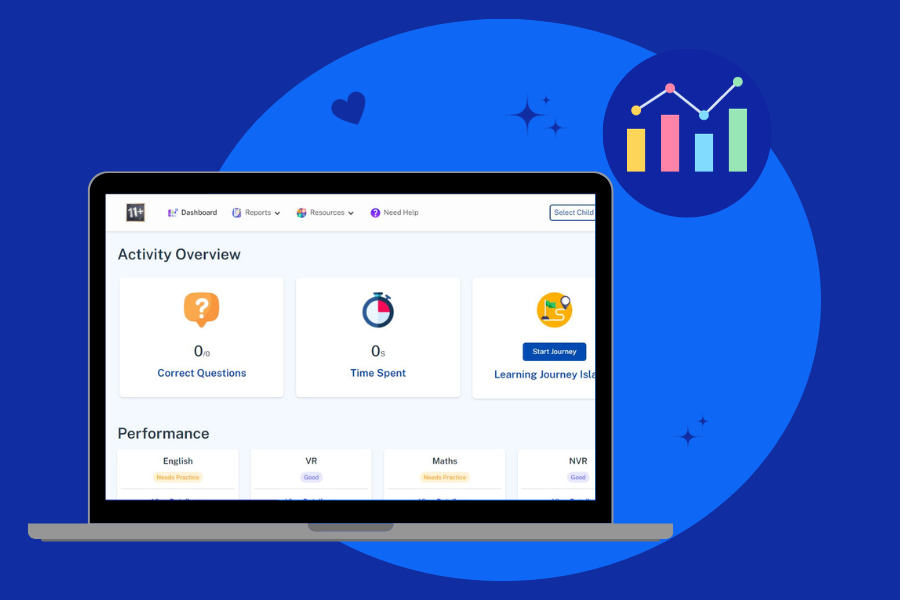 11+ Dashboard Reports Resources Need Help Select Child
Activity Overview
0/0
Correct Questions
0s
Time Spent
Start Journey
Learning Journey Isla
Performance
English
Needs Practice
VR
Good
Maths
Needs Practice
NVR
Good